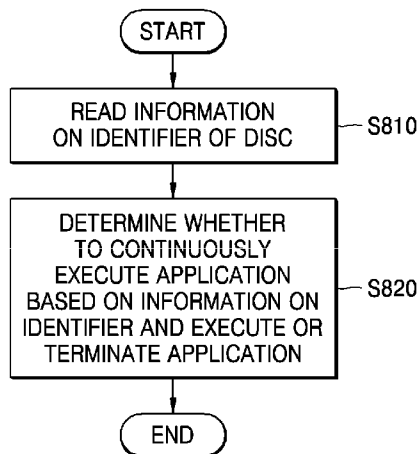 START
READ INFORMATION
ON IDENTIFIER OF DISC
S810
DETERMINE WHETHER
TO CONTINUOUSLY
EXECUTE APPLICATION
BASED ON INFORMATION ON
IDENTIFIER AND EXECUTE OR
TERMINATE APPLICATION
S820
END